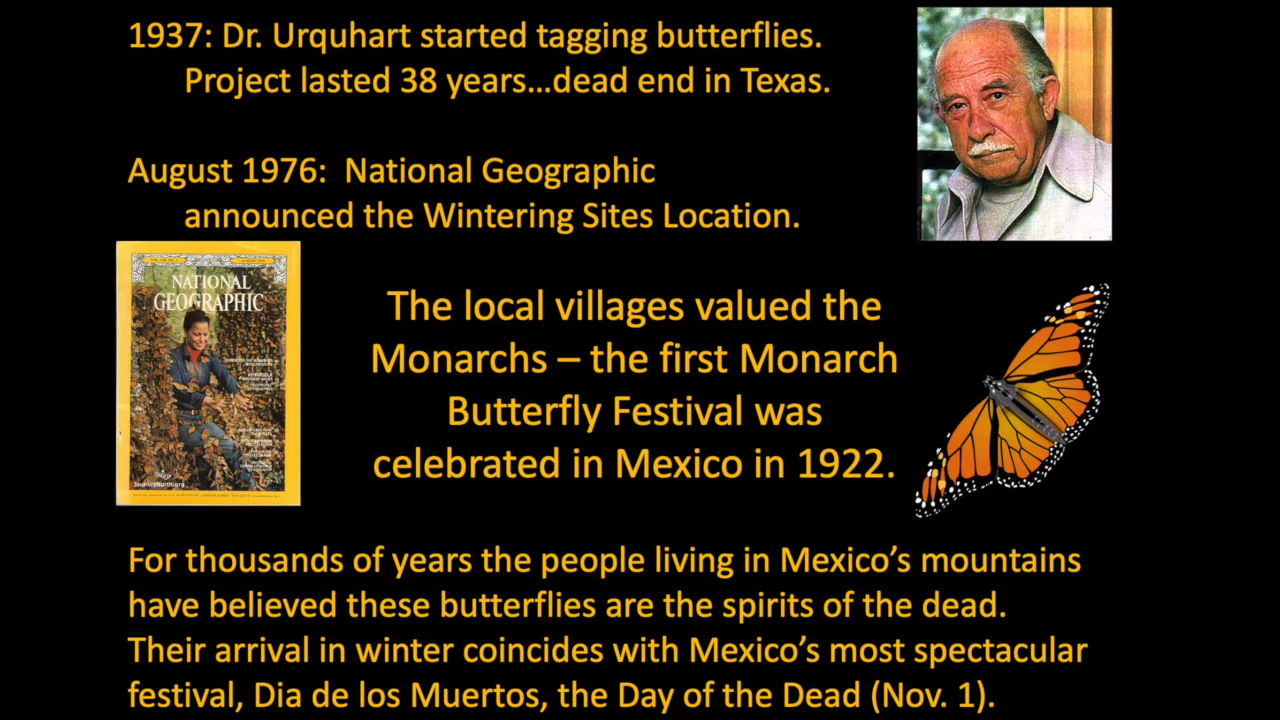 1937: Dr. Urquhart started tagging butterflies.
Project lasted 38 years…dead end in Texas.
August 1976:  National Geographic
announced the Wintering Sites Location.
NATIONAL
GEOGRAPHIC
JourneyNorth.org
The local villages valued the
Monarchs – the first Monarch
Butterfly Festival was
celebrated in Mexico in 1922.
For thousands of years the people living in Mexico’s mountains
have believed these butterflies are the spirits of the dead.
Their arrival in winter coincides with Mexico’s most spectacular
festival, Dia de los Muertos, the Day of the Dead (Nov. 1).